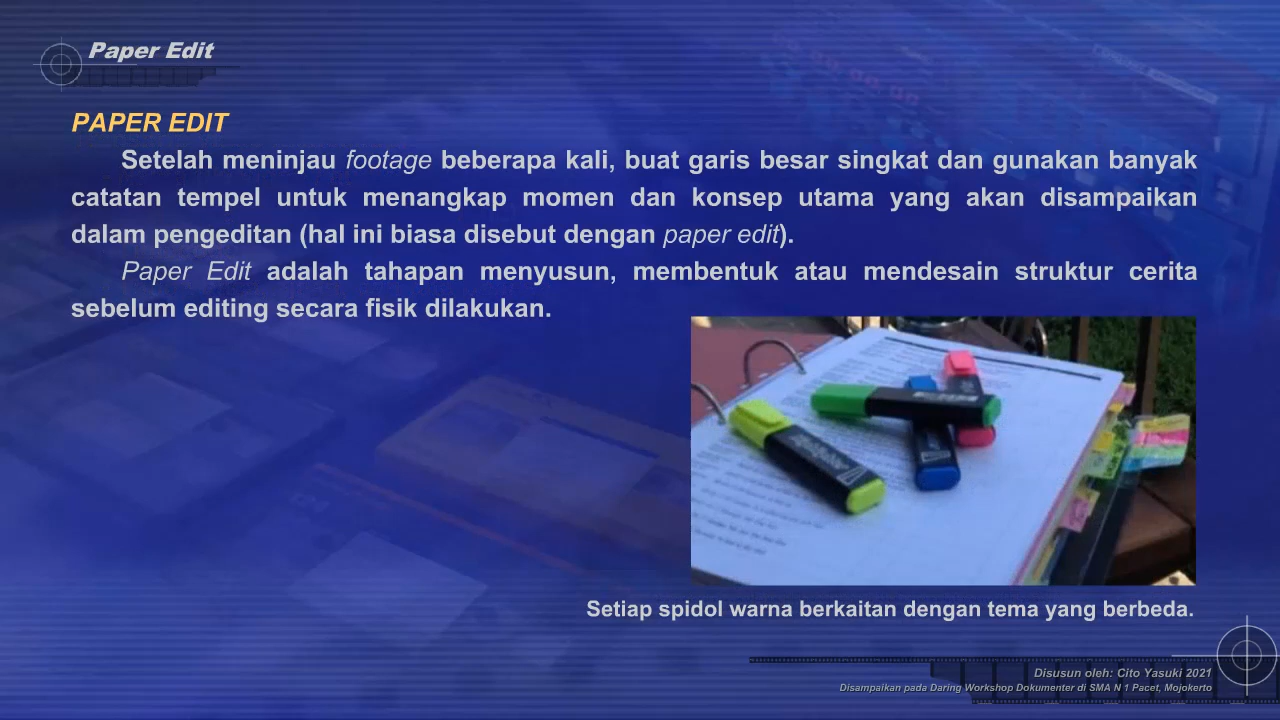 Paper Edit
PAPER EDIT
Setelah meninjau footage beberapa kali, buat garis besar singkat dan gunakan banyak
catatan tempel untuk menangkap momen dan konsep utama yang akan disampaikan
dalam pengeditan (hal ini biasa disebut dengan paper edit).
Paper Edit adalah tahapan menyusun, membentuk atau mendesain struktur cerita
sebelum editing secara fisik dilakukan.
Setiap spidol warna berkaitan dengan tema yang berbeda.
Disusun oleh: Cito Yasuki 2021
Disampaikan pada Daring Workshop Dokumenter di SMA N 1 Pacet, Mojokerto